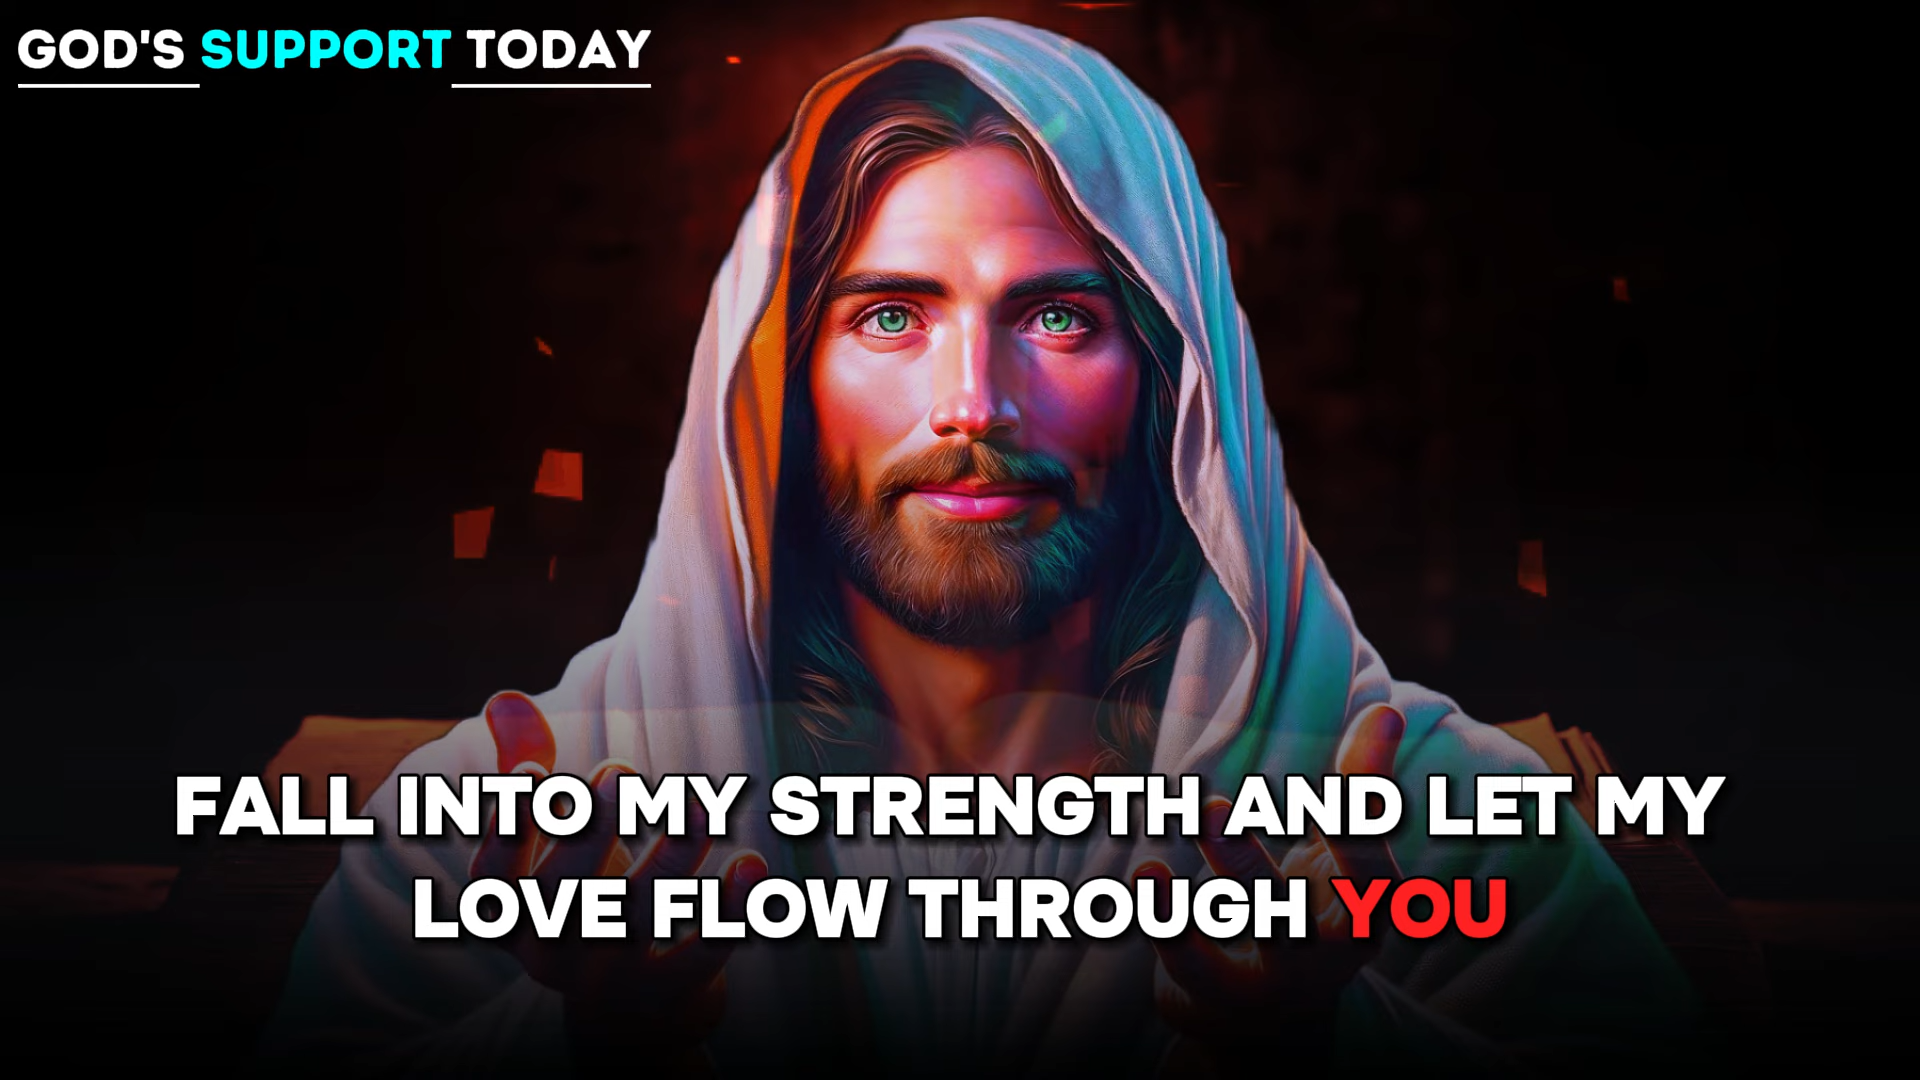 GOD'S SUPPORT TODAY
FALL INTO MY STRENGTH AND LET MY
LOVE FLOW THROUGH YOU